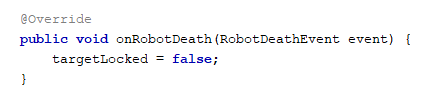 @Override
public void onRobotDeath(RobotDeathEvent event) {
    targetLocked = false;
}